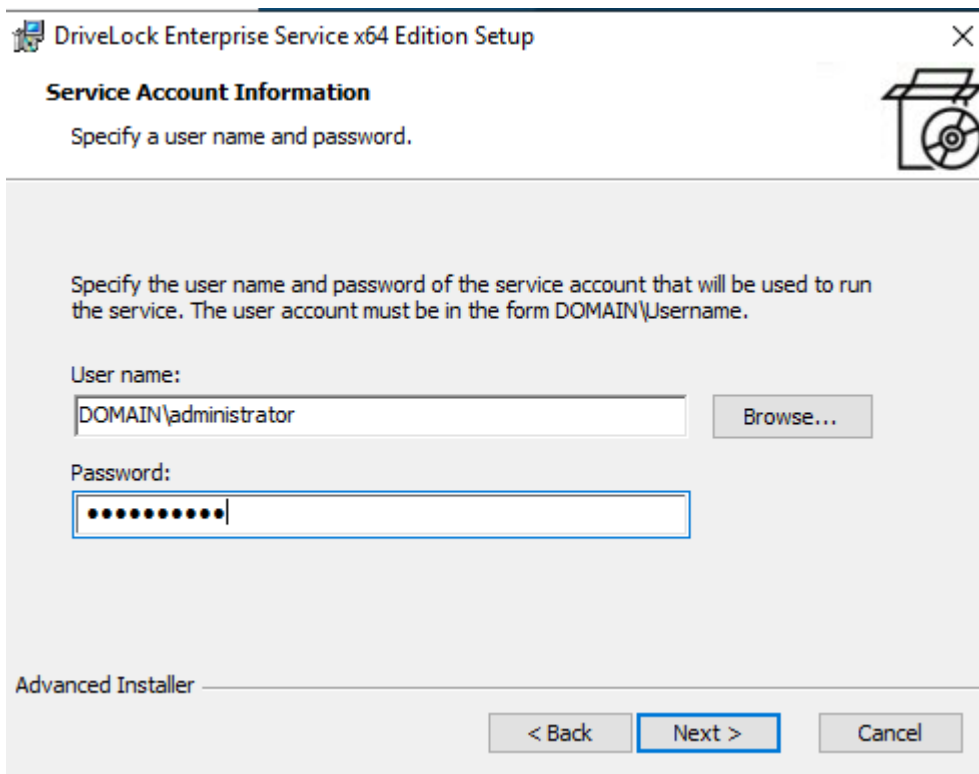 DriveLock Enterprise Service x64 Edition Setup
Service Account Information
Specify a user name and password.
Specify the user name and password of the service account that will be used to run
the service. The user account must be in the form DOMAIN\Username.
User name:
DOMAIN\administrator
Browse...
Password:
●●●●●●●●●●
Advanced Installer
< Back
Next >
Cancel